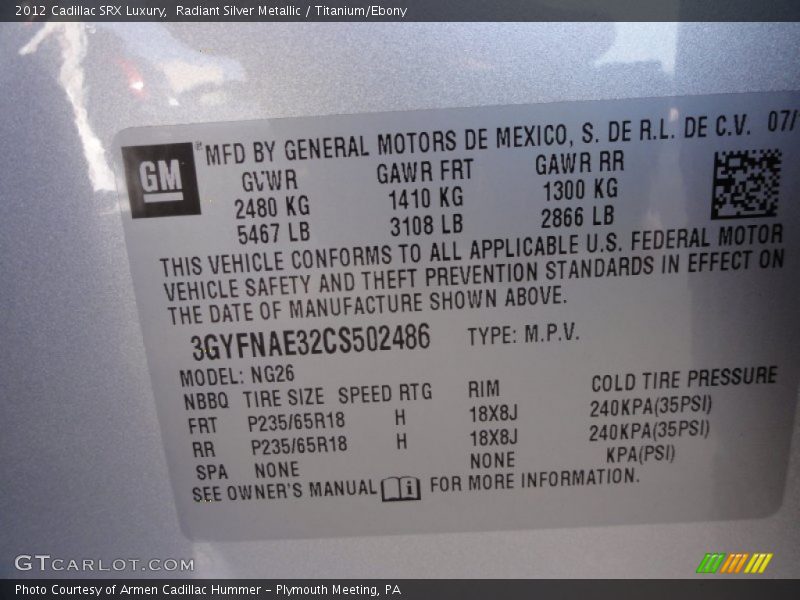 2012 Cadillac SRX Luxury,  Radiant Silver Metallic / Titanium/Ebony
GM® MFD BY GENERAL MOTORS DE MEXICO, S. DE R.L. DE C.V. 07/
GVWR GAWR FRT GAWR RR
2480 KG 1410 KG 1300 KG
5467 LB 3108 LB 2866 LB
THIS VEHICLE CONFORMS TO ALL APPLICABLE U.S. FEDERAL MOTOR
VEHICLE SAFETY AND THEFT PREVENTION STANDARDS IN EFFECT ON
THE DATE OF MANUFACTURE SHOWN ABOVE.
3GYFNAE32CS502486 TYPE: M.P.V.
MODEL: NG26
NBBQ TIRE SIZE SPEED RTG RIM COLD TIRE PRESSURE
FRT P235/65R18 H 18X8J 240KPA(35PSI)
RR P235/65R18 H 18X8J 240KPA(35PSI)
SPA NONE NONE KPA(PSI)
SEE OWNER'S MANUAL i FOR MORE INFORMATION.
GTCARLOT.COM
Photo Courtesy of Armen Cadillac Hummer – Plymouth Meeting, PA